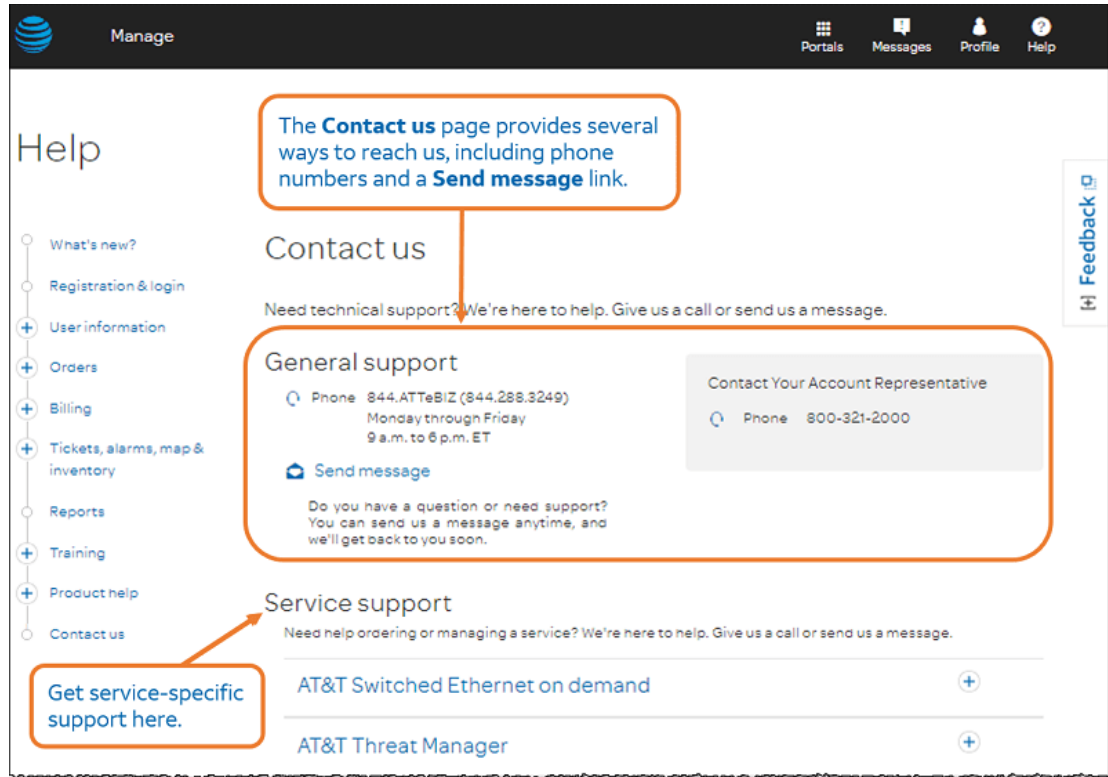 Manage
Portals
Messages
Profile
Help
Help
The Contact us page provides several
ways to reach us, including phone
numbers and a Send message link.
Feedback
What's new?
Registration & login
User information
Orders
Billing
Tickets, alarms, map &
inventory
Reports
Training
Product help
Contact us
Contact us
Need technical support? We're here to help. Give us a call or send us a message.
General support
Phone 844.ATTeBIZ (844.288.3249)
Monday through Friday
9 a.m. to 6 p.m. ET
Send message
Do you have a question or need support?
You can send us a message anytime, and
we'll get back to you soon.
Contact Your Account Representative
Phone 800-321-2000
Service support
Need help ordering or managing a service? We're here to help. Give us a call or send us a message.
Get service-specific
support here.
AT&T Switched Ethernet on demand
AT&T Threat Manager